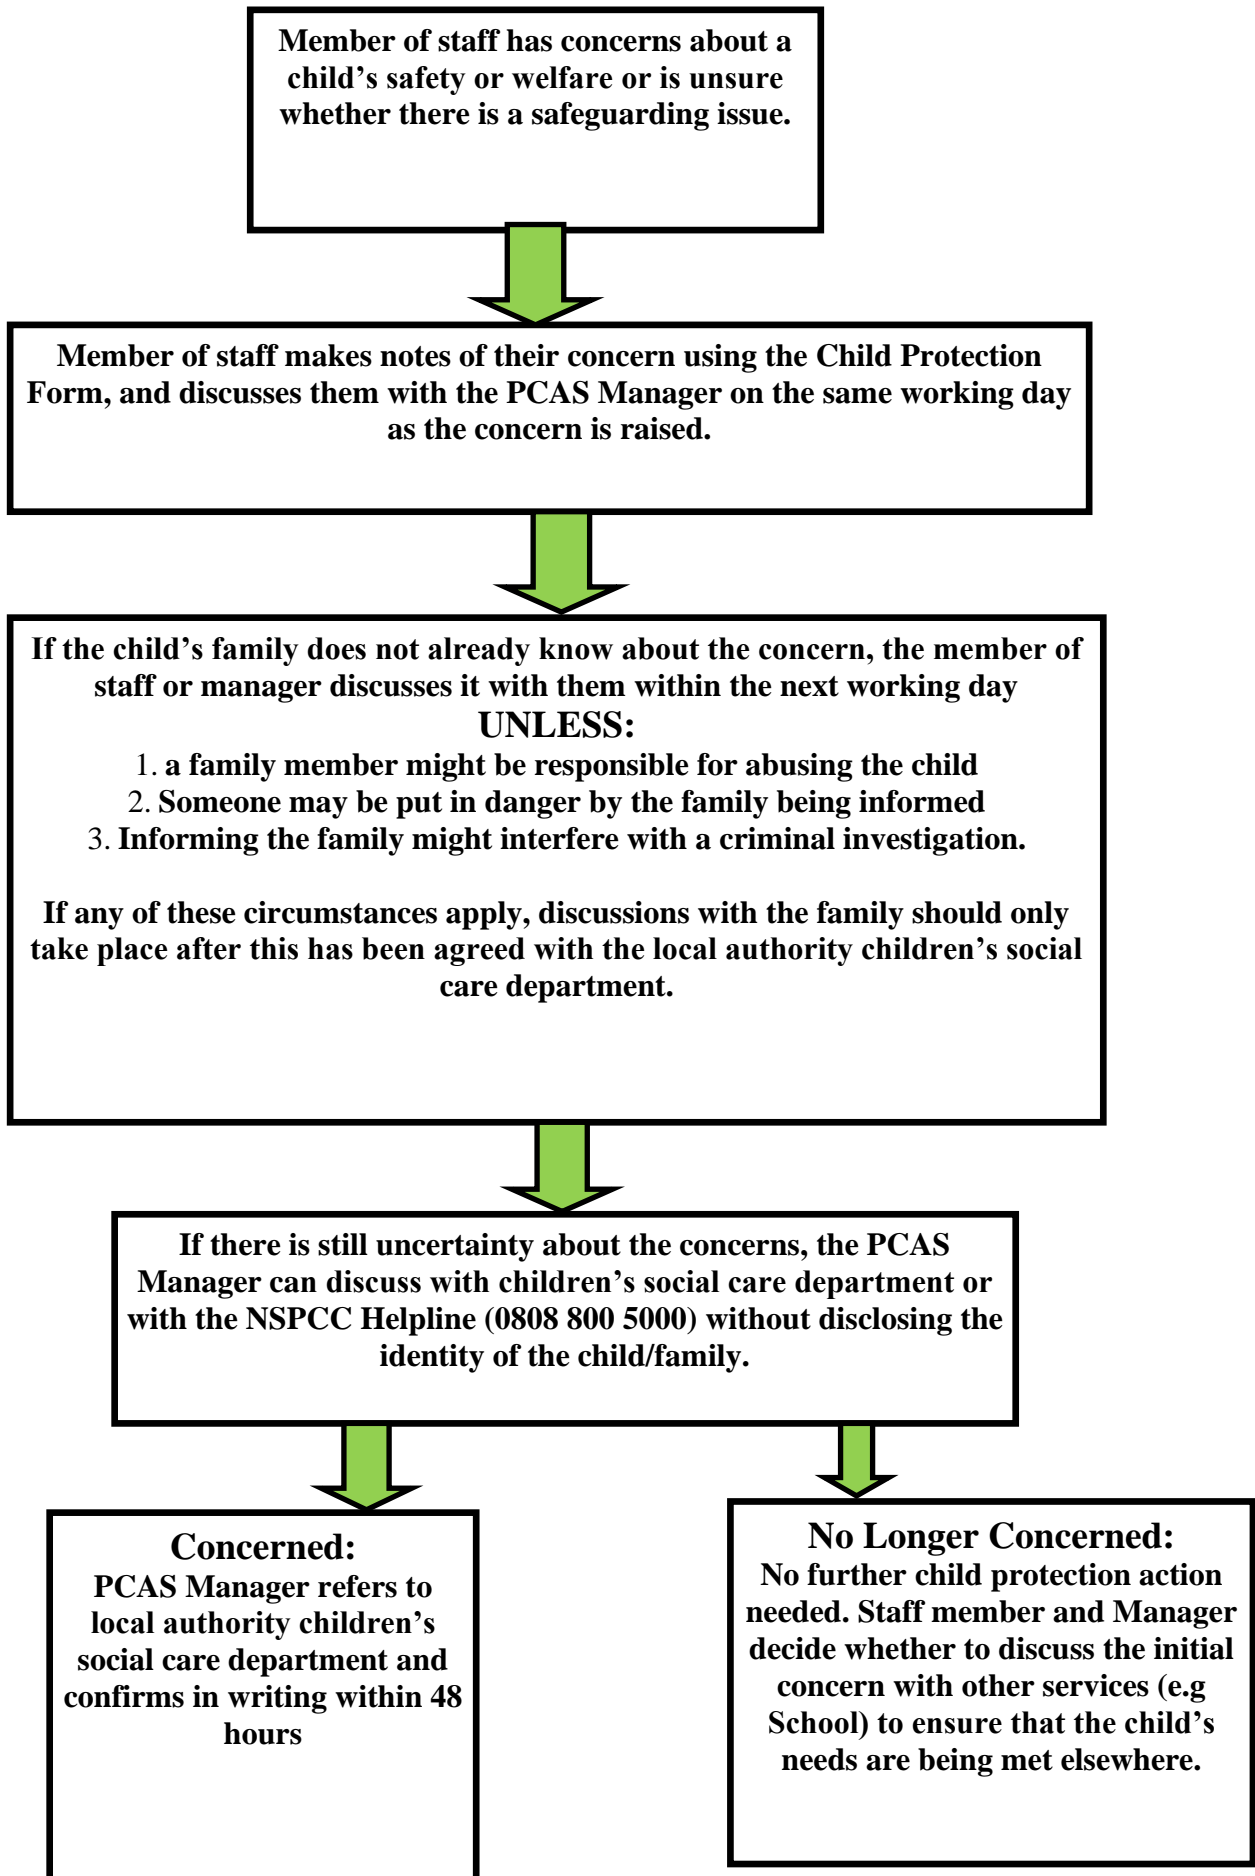 Member of staff has concerns about a
child’s safety or welfare or is unsure
whether there is a safeguarding issue.
Member of staff makes notes of their concern using the Child Protection
Form, and discusses them with the PCAS Manager on the same working day
as the concern is raised.
If the child’s family does not already know about the concern, the member of
staff or manager discusses it with them within the next working day
UNLESS:
1. a family member might be responsible for abusing the child
2. Someone may be put in danger by the family being informed
3. Informing the family might interfere with a criminal investigation.
If any of these circumstances apply, discussions with the family should only
take place after this has been agreed with the local authority children’s social
care department.
If there is still uncertainty about the concerns, the PCAS
Manager can discuss with children’s social care department or
with the NSPCC Helpline (0808 800 5000) without disclosing the
identity of the child/family.
Concerned:
PCAS Manager refers to
local authority children’s
social care department and
confirms in writing within 48
hours
No Longer Concerned:
No further child protection action
needed. Staff member and Manager
decide whether to discuss the initial
concern with other services (e.g
School) to ensure that the child’s
needs are being met elsewhere.